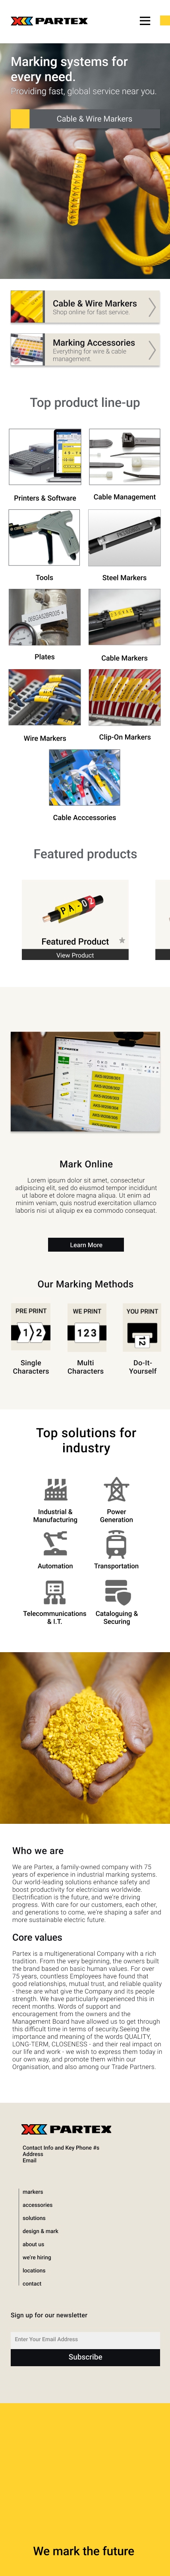 PARTEX
Marking systems for
every need.
Providing fast, global service near you.
Cable & Wire Markers
Cable & Wire Markers
Shop online for fast service.
Marking Accessories
Everything for wire & cable
management.
Top product line-up
Printers & Software
Cable Management
Tools
Steel Markers
Plates
Cable Markers
Wire Markers
Clip-On Markers
Cable Acccessories
Featured products
PA-02
Featured Product
View Product
Mark Online
Lorem ipsum dolor sit amet, consectetur
adipiscing elit, sed do eiusmod tempor incididunt
ut labore et dolore magna aliqua. Ut enim ad
minim veniam, quis nostrud exercitation ullamco
laboris nisi ut aliquip ex ea commodo consequat.
Learn More
Our Marking Methods
PRE PRINT
WE PRINT
YOU PRINT
1 2
123
12
Single
Characters
Multi
Characters
Do-It-
Yourself
Top solutions for
industry
Industrial &
Manufacturing
Power
Generation
Automation
Transportation
Telecommunications
& I.T.
Cataloguing &
Securing
Who we are
We are Partex, a family-owned company with 75
years of experience in industrial marking systems.
Our world-leading solutions enhance safety and
boost productivity for electricians worldwide.
Electrification is the future, and we're driving
progress. With care for our customers, each other,
and generations to come, we're shaping a safer and
more sustainable electric future.
Core values
Partex is a multigenerational Company with a rich
tradition. From the very beginning, the owners built
the brand based on basic human values. For over
75 years, countless Employees have found that
good relationships, mutual trust, and reliable quality
- these are what give the Company and its people
strength. We have particularly experienced this in
recent months. Words of support and
encouragement from the owners and the
Management Board have allowed us to get through
this difficult time in terms of security.Seeing the
importance and meaning of the words QUALITY,
LONG-TERM, CLOSENESS - and their real impact on
our life and work - we wish to express them today in
our own way, and promote them within our
Organisation, and also among our Trade Partners.
PARTEX
Contact Info and Key Phone #s
Address
Email
markers
accessories
solutions
design & mark
about us
we're hiring
locations
contact
Sign up for our newsletter
Enter Your Email Address
Subscribe
We mark the future